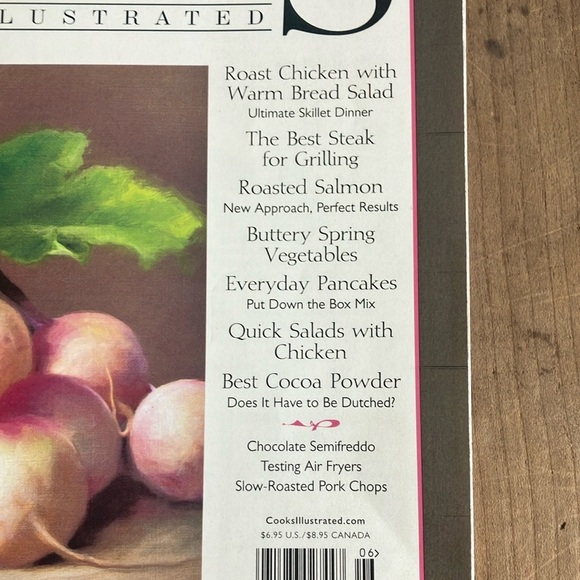 LUSTRATED
S
Roast Chicken with
Warm Bread Salad
Ultimate Skillet Dinner
The Best Steak
for Grilling
Roasted Salmon
New Approach, Perfect Results
Buttery Spring
Vegetables
Everyday Pancakes
Put Down the Box Mix
Quick Salads with
Chicken
Best Cocoa Powder
Does It Have to Be Dutched?
Chocolate Semifreddo
Testing Air Fryers
Slow-Roasted Pork Chops
CooksIllustrated.com
$6.95 U.S./$8.95 CANADA
06>